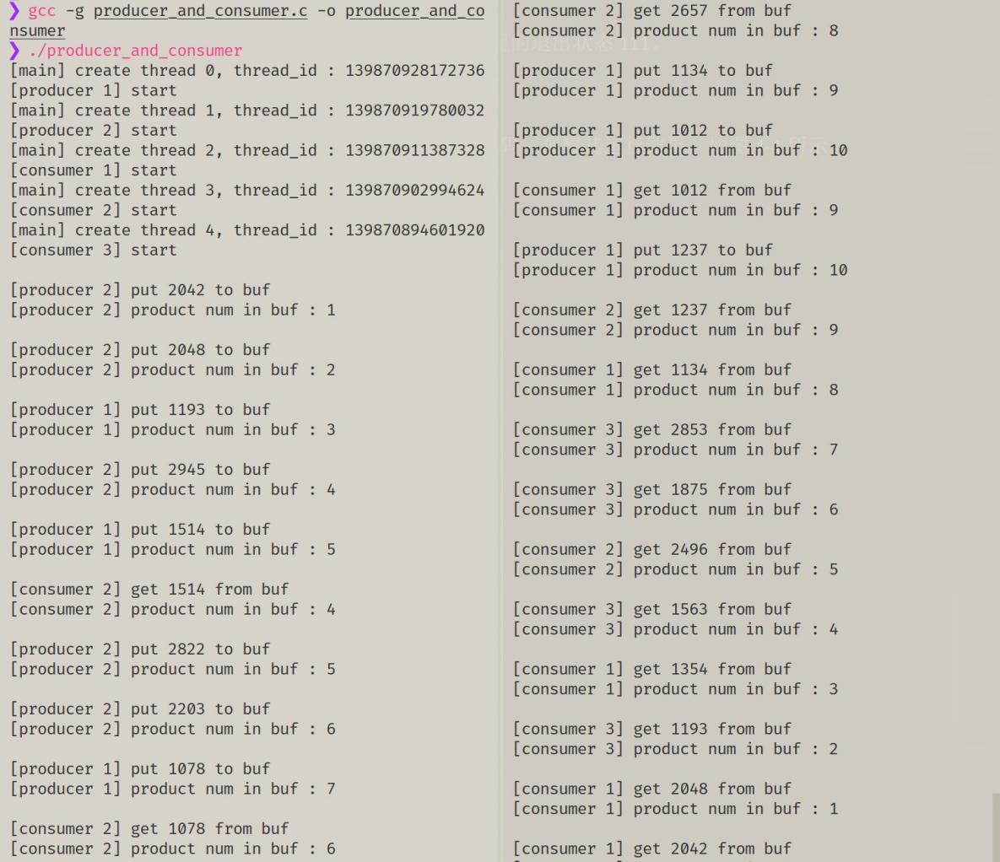 ❯ gcc -g producer_and_consumer.c -o producer_and_co
nsumer
❯ ./producer_and_consumer
[main] create thread 0, thread_id : 139870928172736
[producer 1] start
[main] create thread 1, thread_id : 139870919780032
[producer 2] start
[main] create thread 2, thread_id : 139870911387328
[consumer 1] start
[main] create thread 3, thread_id : 139870902994624
[consumer 2] start
[main] create thread 4, thread_id : 139870894601920
[consumer 3] start
[producer 2] put 2042 to buf
[producer 2] product num in buf : 1
[producer 2] put 2048 to buf
[producer 2] product num in buf : 2
[producer 1] put 1193 to buf
[producer 1] product num in buf : 3
[producer 2] put 2945 to buf
[producer 2] product num in buf : 4
[producer 1] put 1514 to buf
[producer 1] product num in buf : 5
[consumer 2] get 1514 from buf
[consumer 2] product num in buf : 4
[producer 2] put 2822 to buf
[producer 2] product num in buf : 5
[producer 2] put 2203 to buf
[producer 2] product num in buf : 6
[producer 1] put 1078 to buf
[producer 1] product num in buf : 7
[consumer 2] get 1078 from buf
[consumer 2] product num in buf : 6
[consumer 2] get 2657 from buf
[consumer 2] product num in buf : 8
[producer 1] put 1134 to buf
[producer 1] product num in buf : 9
[producer 1] put 1012 to buf
[producer 1] product num in buf : 10
[consumer 1] get 1012 from buf
[consumer 1] product num in buf : 9
[producer 1] put 1237 to buf
[producer 1] product num in buf : 10
[consumer 2] get 1237 from buf
[consumer 2] product num in buf : 9
[consumer 1] get 1134 from buf
[consumer 1] product num in buf : 8
[consumer 3] get 2853 from buf
[consumer 3] product num in buf : 7
[consumer 3] get 1875 from buf
[consumer 3] product num in buf : 6
[consumer 2] get 2496 from buf
[consumer 2] product num in buf : 5
[consumer 3] get 1563 from buf
[consumer 3] product num in buf : 4
[consumer 1] get 1354 from buf
[consumer 1] product num in buf : 3
[consumer 3] get 1193 from buf
[consumer 3] product num in buf : 2
[consumer 1] get 2048 from buf
[consumer 1] product num in buf : 1
[consumer 1] get 2042 from buf